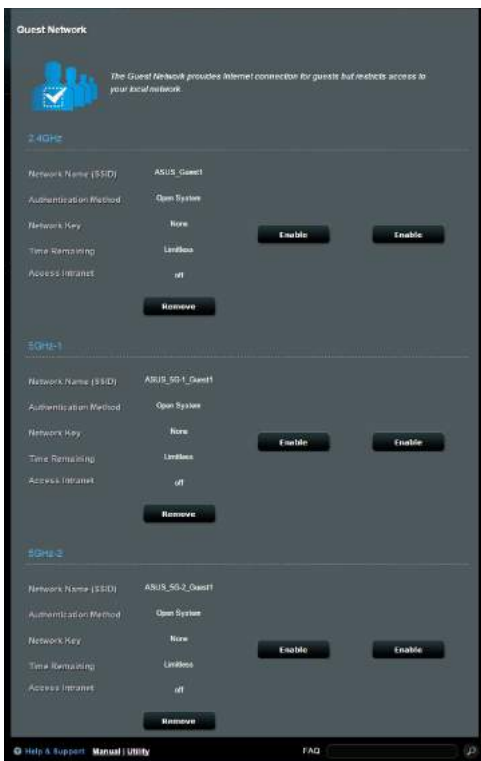 Guest Network
The Guest Network provides Internet connection for guests but restricts access to
your local network.
2.4GHz
Network Name (SSID) ASUS_Guest1
Authentication Method Open System
Network Key None
Enable Enable
Time Remaining Limitless
Access Intranet off
Remove
5GHz-1
Network Name (SSID) ASUS_5G-1_Guest1
Authentication Method Open System
Network Key None
Enable Enable
Time Remaining Limitless
Access Intranet off
Remove
5GHz-2
Network Name (SSID) ASUS_5G-2_Guest1
Authentication Method Open System
Network Key None
Enable Enable
Time Remaining Limitless
Access Intranet off
Remove
Help & Support Manual | Utility FAQ